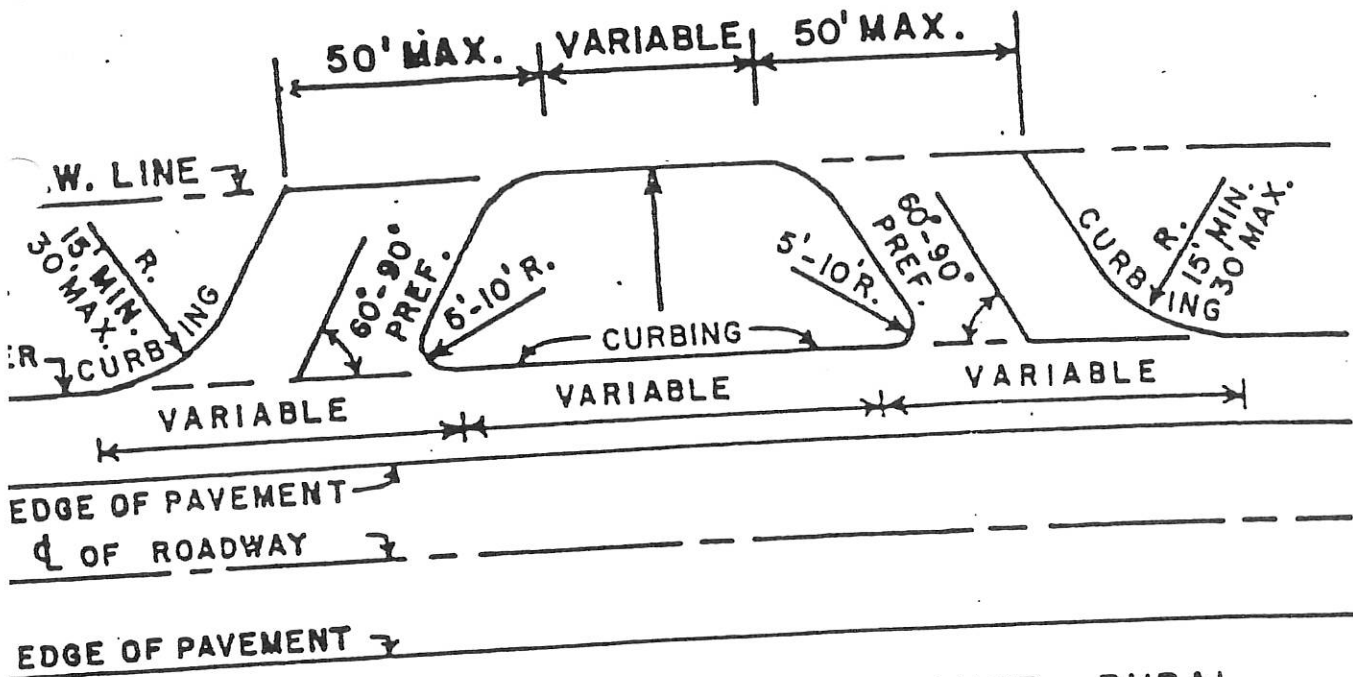 50' MAX.
VARIABLE
50' MAX.
.W. LINE
R.
15' MIN.
30' MAX.
CURBING
60°-90°
PREF.
5'-10' R.
5'-10' R.
60°-90°
PREF.
CURBING
R.
15' MIN.
30' MAX.
CURBING
ER
VARIABLE
VARIABLE
VARIABLE
EDGE OF PAVEMENT
℄ OF ROADWAY
EDGE OF PAVEMENT
RURAL